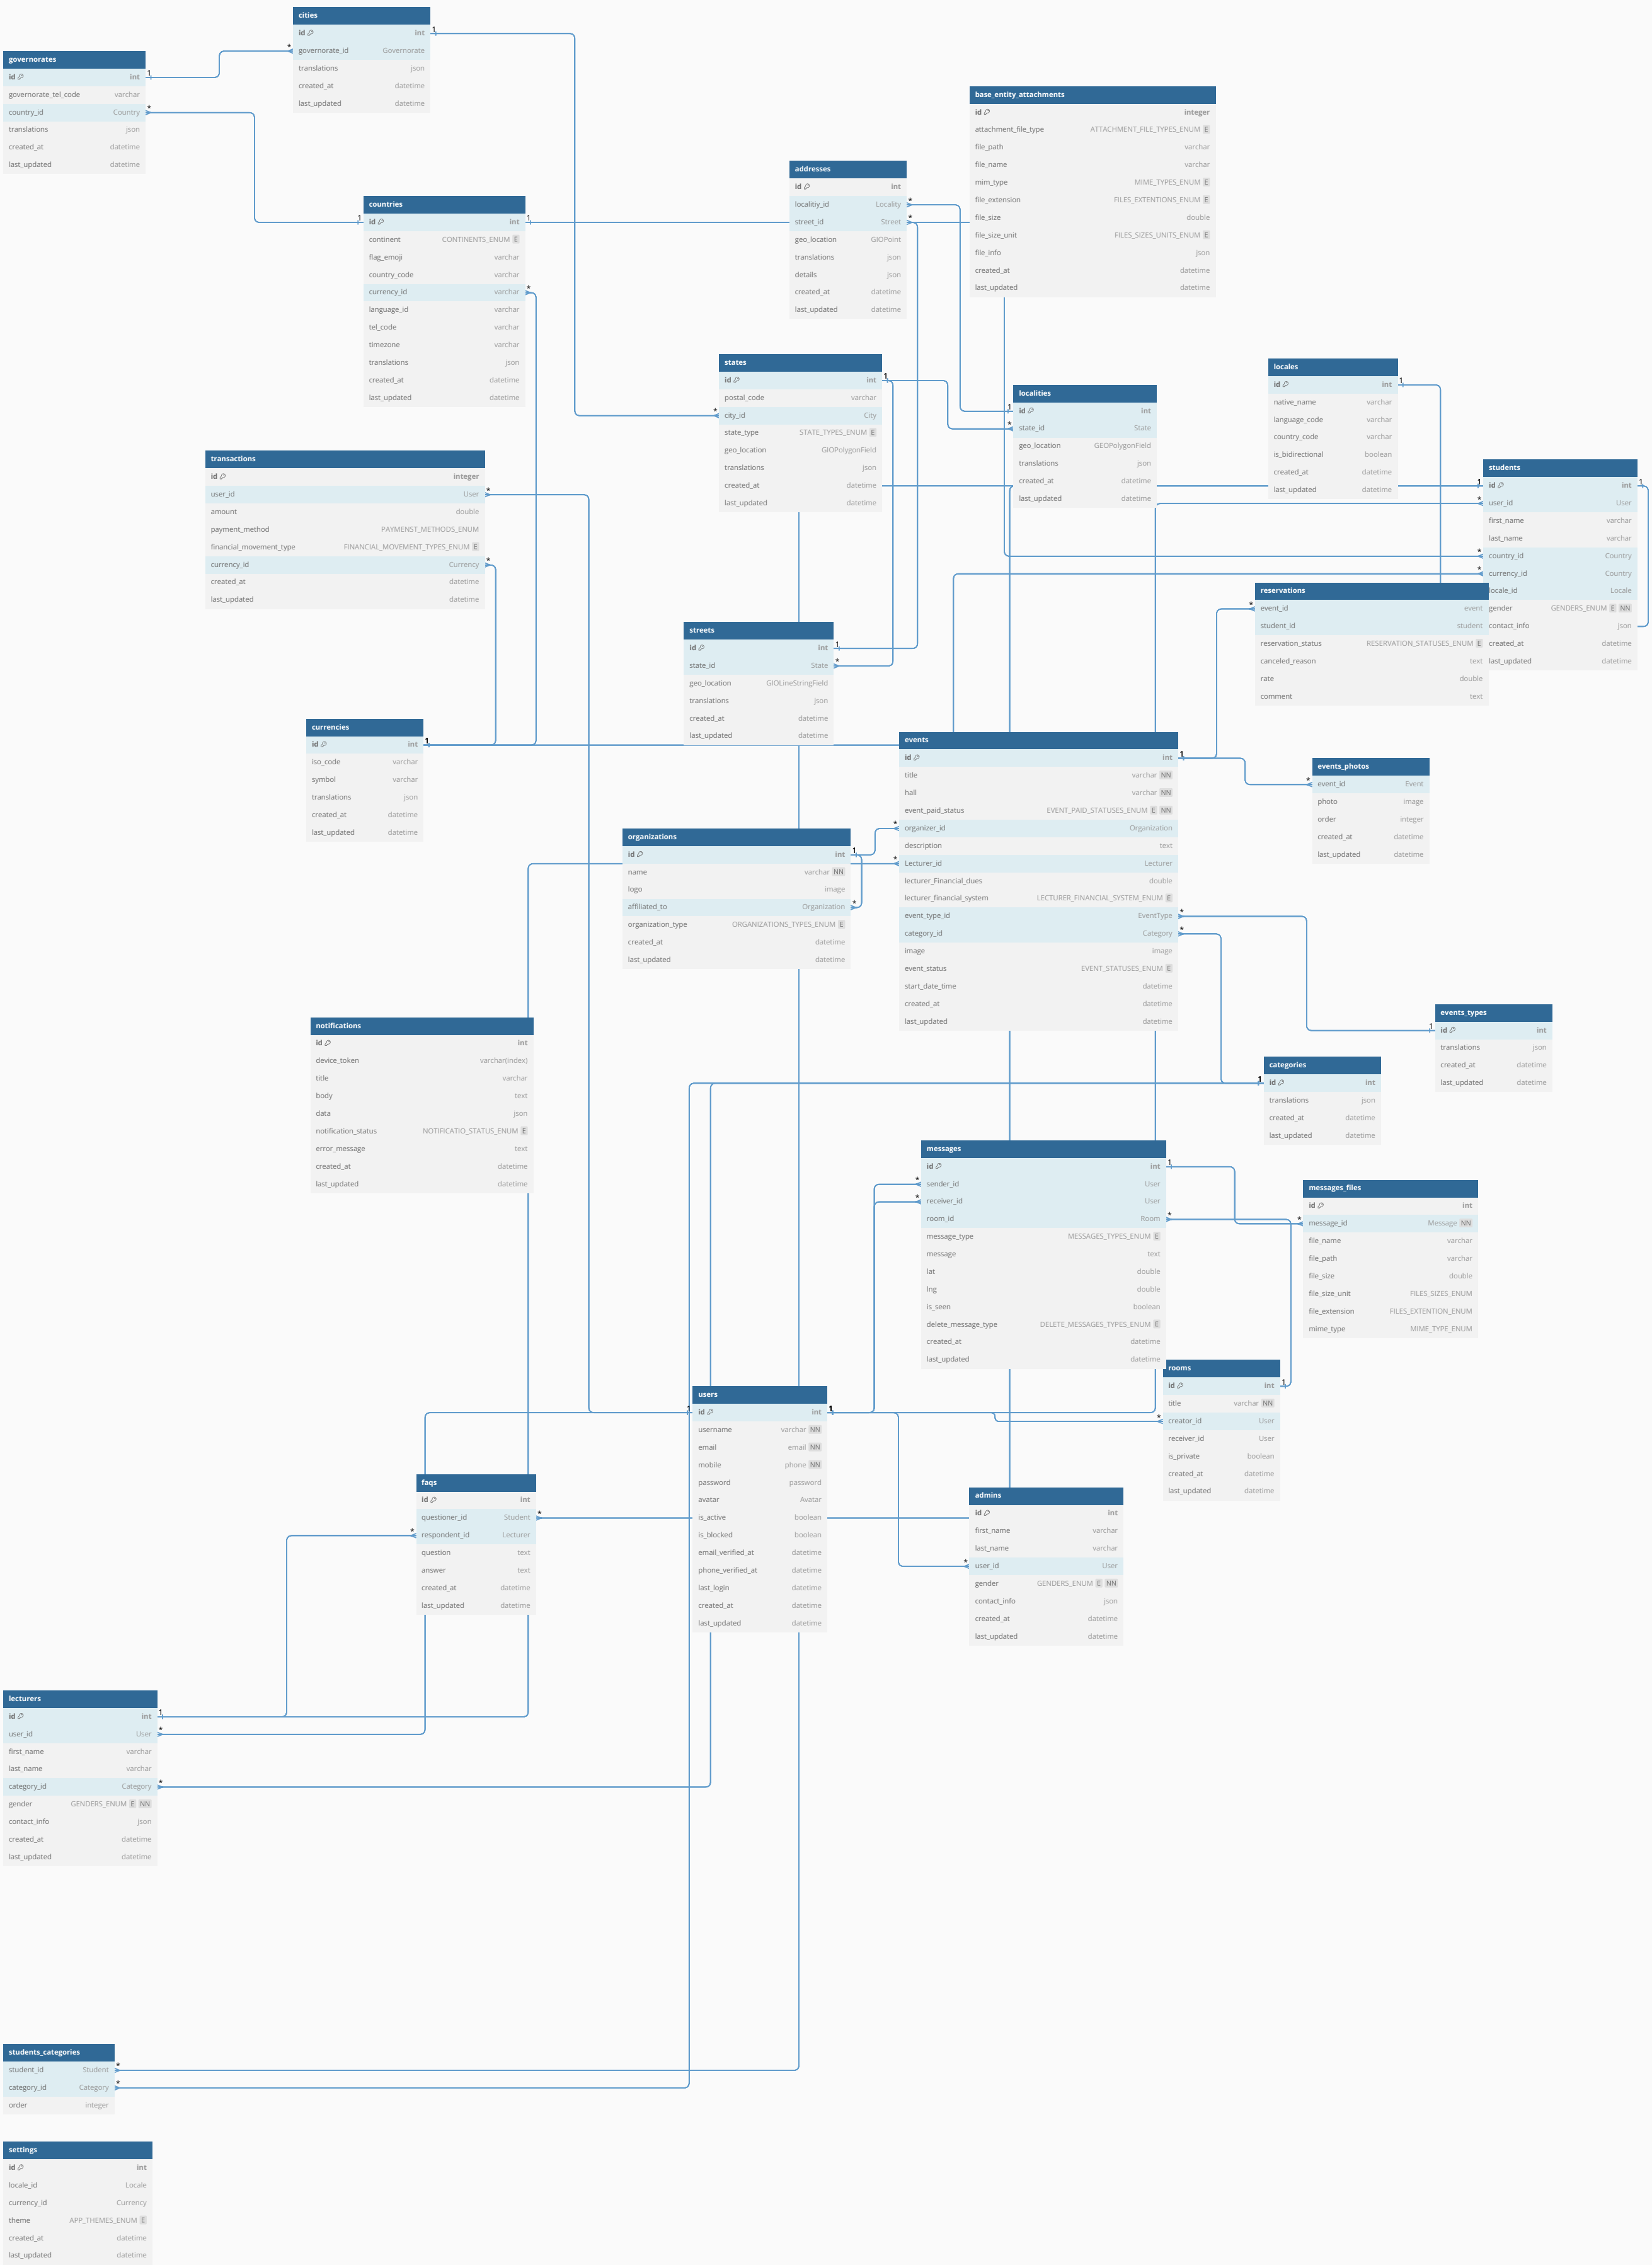 cities
id int
governorate_id Governorate
translations json
created_at datetime
last_updated datetime
governorates
id int
governorate_tel_code varchar
country_id Country
translations json
created_at datetime
last_updated datetime
base_entity_attachments
id integer
attachment_file_type ATTACHMENT_FILE_TYPES_ENUM E
file_path varchar
file_name varchar
mim_type MIME_TYPES_ENUM E
file_extension FILES_EXTENTIONS_ENUM E
file_size double
file_size_unit FILES_SIZES_UNITS_ENUM E
file_info json
created_at datetime
last_updated datetime
addresses
id int
localitiy_id Locality
street_id Street
geo_location GIOPoint
translations json
details json
created_at datetime
last_updated datetime
countries
id int
continent CONTINENTS_ENUM E
flag_emoji varchar
country_code varchar
currency_id varchar
language_id varchar
tel_code varchar
timezone varchar
translations json
created_at datetime
last_updated datetime
states
id int
postal_code varchar
city_id City
state_type STATE_TYPES_ENUM E
geo_location GIOPolygonField
translations json
created_at datetime
last_updated datetime
localities
id int
state_id State
geo_location GEOPolygonField
translations json
created_at datetime
last_updated datetime
locales
id int
native_name varchar
language_code varchar
country_code varchar
is_bidirectional boolean
created_at datetime
last_updated datetime
transactions
id integer
user_id User
amount double
payment_method PAYMENST_METHODS_ENUM
financial_movement_type FINANCIAL_MOVEMENT_TYPES_ENUM E
currency_id Currency
created_at datetime
last_updated datetime
students
id int
user_id User
first_name varchar
last_name varchar
country_id Country
currency_id Country
locale_id Locale
gender GENDERS_ENUM E NN
contact_info json
created_at datetime
last_updated datetime
reservations
event_id event
student_id student
reservation_status RESERVATION_STATUSES_ENUM E
canceled_reason text
rate double
comment text
streets
id int
state_id State
geo_location GIOLineStringField
translations json
created_at datetime
last_updated datetime
currencies
id int
iso_code varchar
symbol varchar
translations json
created_at datetime
last_updated datetime
events
id int
title varchar NN
hall varchar NN
event_paid_status EVENT_PAID_STATUSES_ENUM E NN
organizer_id Organization
description text
Lecturer_id Lecturer
lecturer_Financial_dues double
lecturer_financial_system LECTURER_FINANCIAL_SYSTEM_ENUM E
event_type_id EventType
category_id Category
image image
event_status EVENT_STATUSES_ENUM E
start_date_time datetime
created_at datetime
last_updated datetime
events_photos
event_id Event
photo image
order integer
created_at datetime
last_updated datetime
organizations
id int
name varchar NN
logo image
affiliated_to Organization
organization_type ORGANIZATIONS_TYPES_ENUM E
created_at datetime
last_updated datetime
events_types
id int
translations json
created_at datetime
last_updated datetime
notifications
id int
device_token varchar(index)
title varchar
body text
data json
notification_status NOTIFICATIO_STATUS_ENUM E
error_message text
created_at datetime
last_updated datetime
categories
id int
translations json
created_at datetime
last_updated datetime
messages
id int
sender_id User
receiver_id User
room_id Room
message_type MESSAGES_TYPES_ENUM E
message text
lat double
lng double
is_seen boolean
delete_message_type DELETE_MESSAGES_TYPES_ENUM E
created_at datetime
last_updated datetime
messages_files
id int
message_id Message NN
file_name varchar
file_path varchar
file_size double
file_size_unit FILES_SIZES_ENUM
file_extension FILES_EXTENTION_ENUM
mime_type MIME_TYPE_ENUM
rooms
id int
title varchar NN
creator_id User
receiver_id User
is_private boolean
created_at datetime
last_updated datetime
users
id int
username varchar NN
email email NN
mobile phone NN
password password
avatar Avatar
is_active boolean
is_blocked boolean
email_verified_at datetime
phone_verified_at datetime
last_login datetime
created_at datetime
last_updated datetime
faqs
id int
questioner_id Student
respondent_id Lecturer
question text
answer text
created_at datetime
last_updated datetime
admins
id int
first_name varchar
last_name varchar
user_id User
gender GENDERS_ENUM E NN
contact_info json
created_at datetime
last_updated datetime
lecturers
id int
user_id User
first_name varchar
last_name varchar
category_id Category
gender GENDERS_ENUM E NN
contact_info json
created_at datetime
last_updated datetime
students_categories
student_id Student
category_id Category
order integer
settings
id int
locale_id Locale
currency_id Currency
theme APP_THEMES_ENUM E
created_at datetime
last_updated datetime